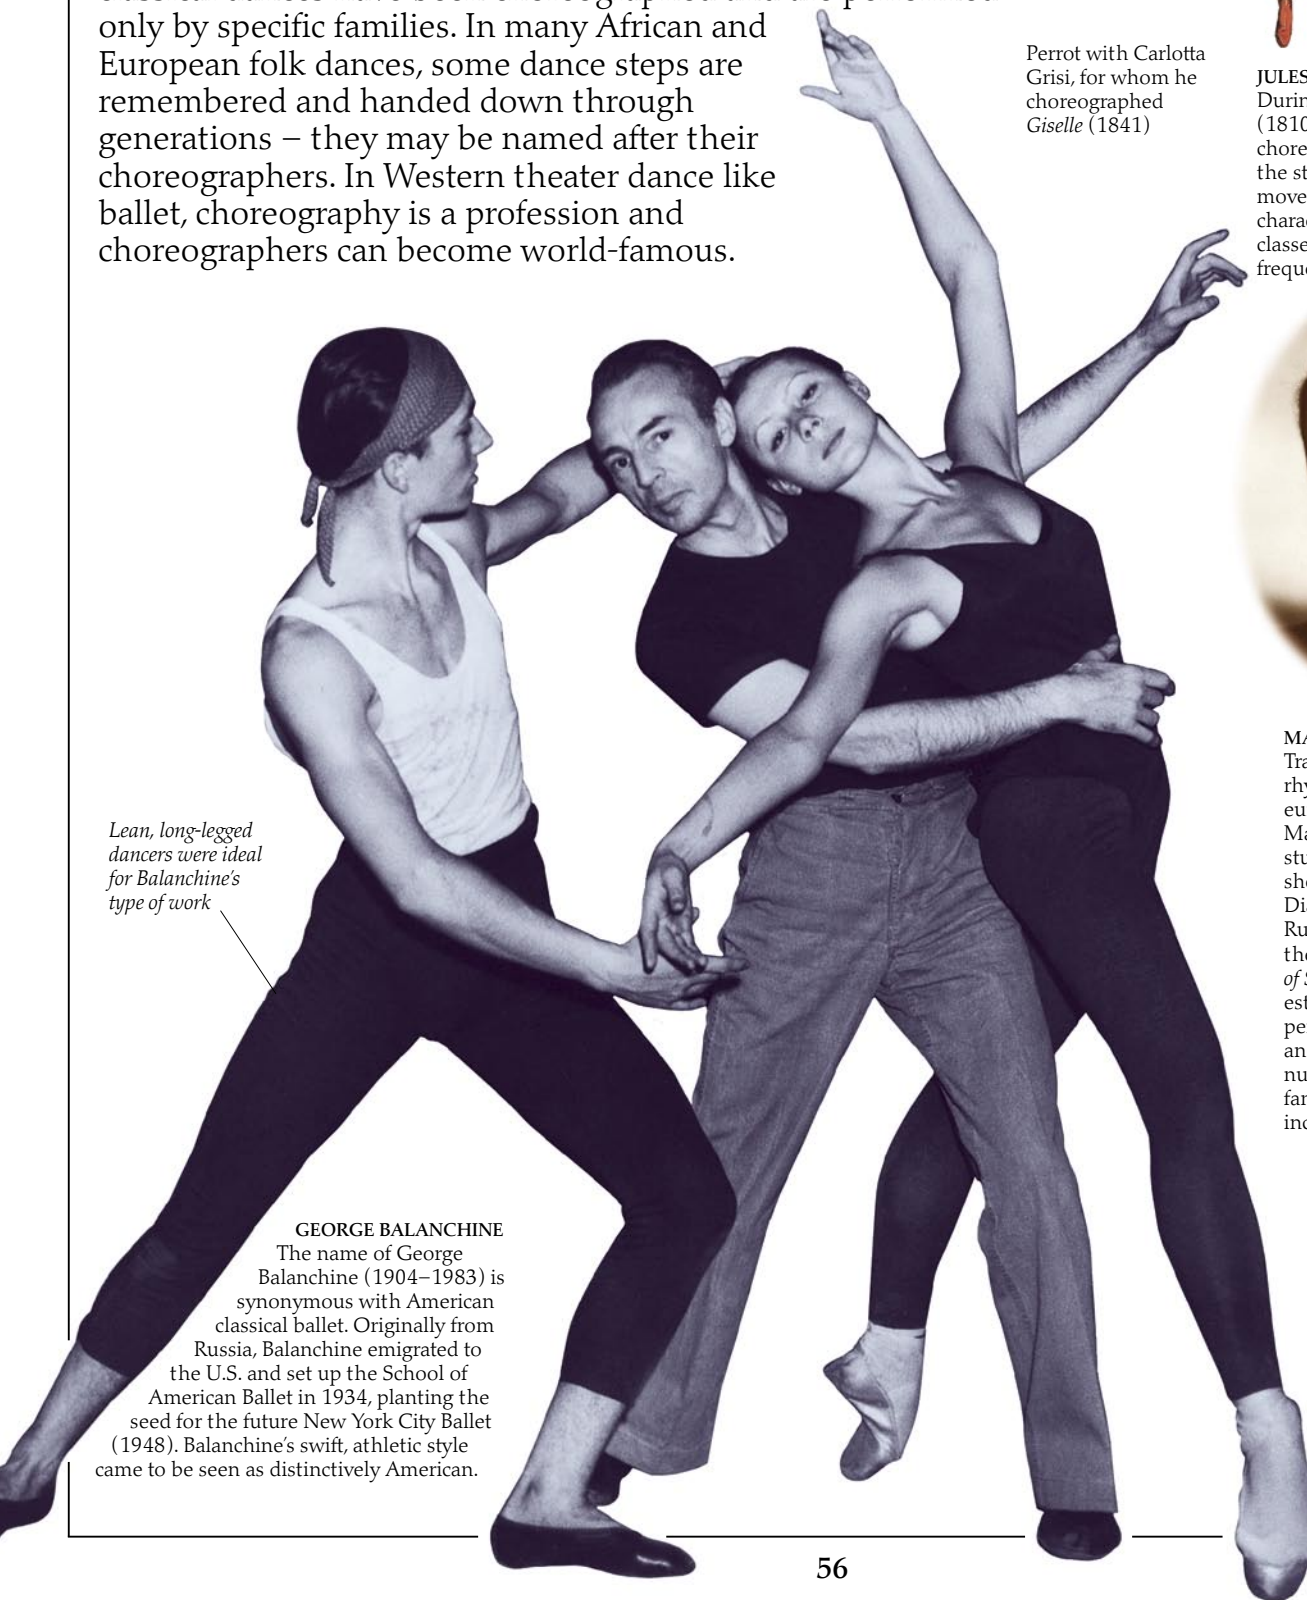 only by specific families. In many African and
European folk dances, some dance steps are
remembered and handed down through
generations – they may be named after their
choreographers. In Western theater dance like
ballet, choreography is a profession and
choreographers can become world-famous.
Perrot with Carlotta
Grisi, for whom he
choreographed
Giselle (1841)
JULES
(1810
the st
Lean, long-legged
dancers were ideal
for Balanchine's
type of work
GEORGE BALANCHINE
The name of George
Balanchine (1904–1983) is
synonymous with American
classical ballet. Originally from
Russia, Balanchine emigrated to
the U.S. and set up the School of
American Ballet in 1934, planting the
seed for the future New York City Ballet
(1948). Balanchine's swift, athletic style
came to be seen as distinctively American.
56